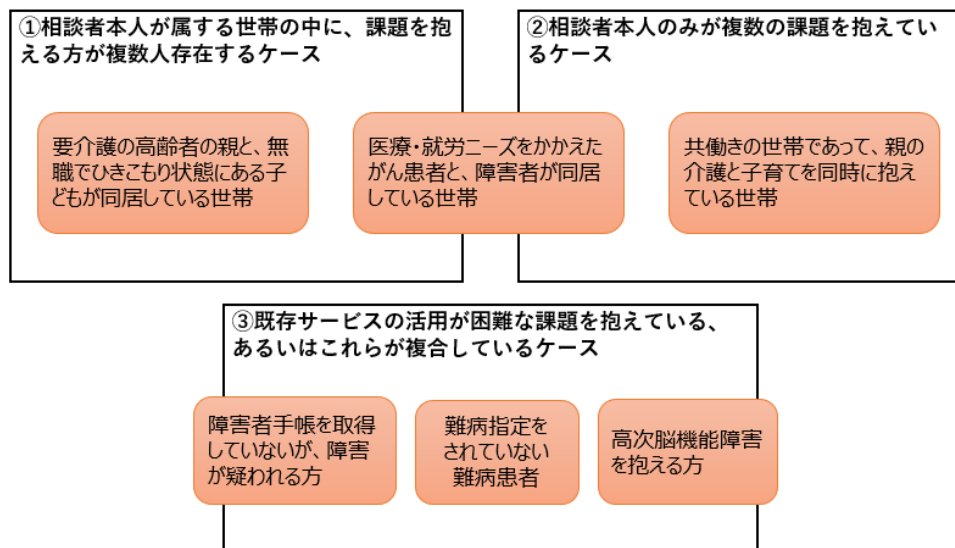 ①相談者本人が属する世帯の中に、課題を抱
える方が複数人存在するケース
要介護の高齢者の親と、無
職でひきこもり状態にある子
どもが同居している世帯
医療・就労ニーズをかかえた
がん患者と、障害者が同居
している世帯
②相談者本人のみが複数の課題を抱えてい
るケース
共働きの世帯であって、親の
介護と子育てを同時に抱え
ている世帯
③既存サービスの活用が困難な課題を抱えている、
あるいはこれらが複合しているケース
障害者手帳を取得
していないが、障害
が疑われる方
難病指定を
されていない
難病患者
高次脳機能障害
を抱える方